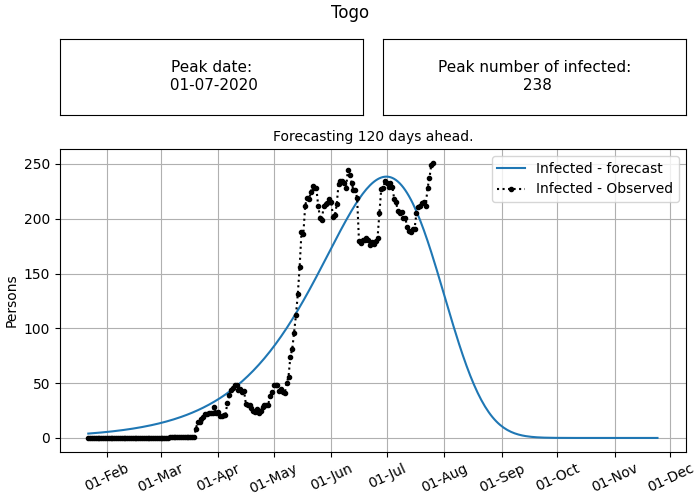 Togo
Peak date:
01-07-2020
Peak number of infected:
238
Forecasting 120 days ahead.
Infected - forecast
Infected - Observed
Persons
250
200
150
100
50
0
01-Feb
01-Mar
01-Apr
01-May
01-Jun
01-Jul
01-Aug
01-Sep
01-Oct
01-Nov
01-Dec